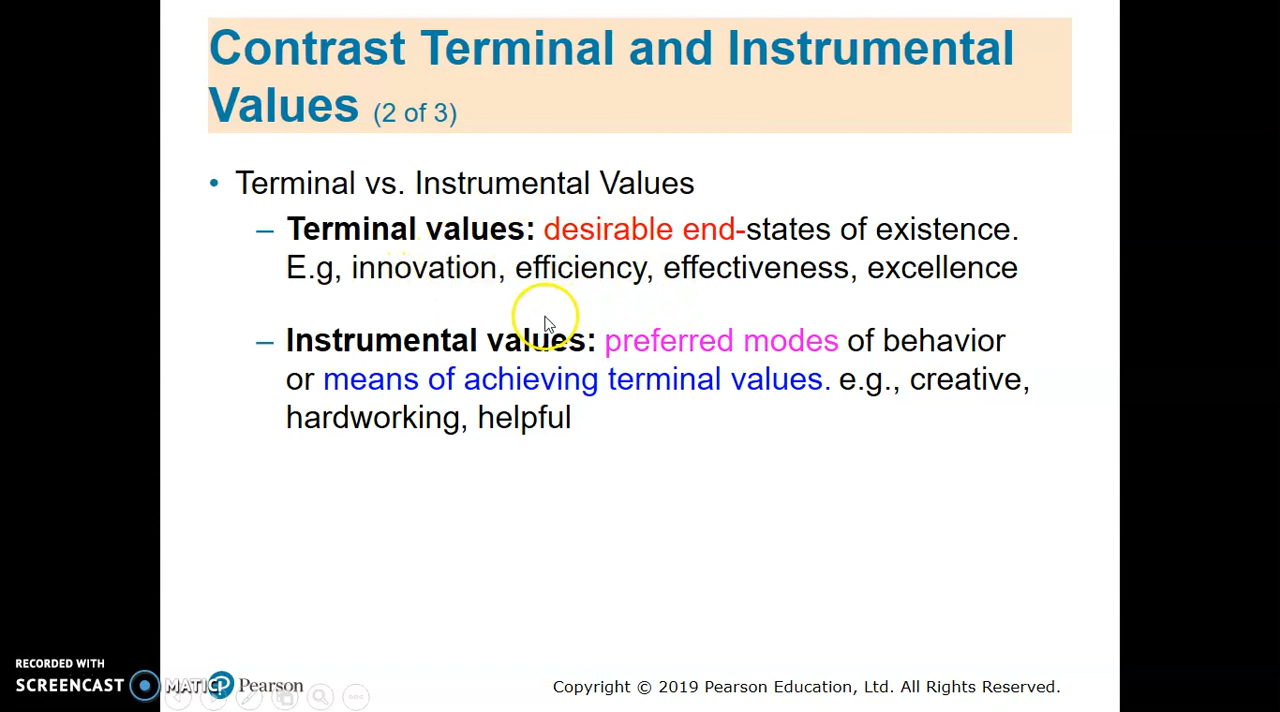 Contrast Terminal and Instrumental
Values (2 of 3)
• Terminal vs. Instrumental Values
– Terminal values: desirable end-states of existence.
E.g, innovation, efficiency, effectiveness, excellence
– Instrumental values: preferred modes of behavior
or means of achieving terminal values. e.g., creative,
hardworking, helpful
RECORDED WITH
SCREENCAST MATIC
Pearson
Copyright © 2019 Pearson Education, Ltd. All Rights Reserved.